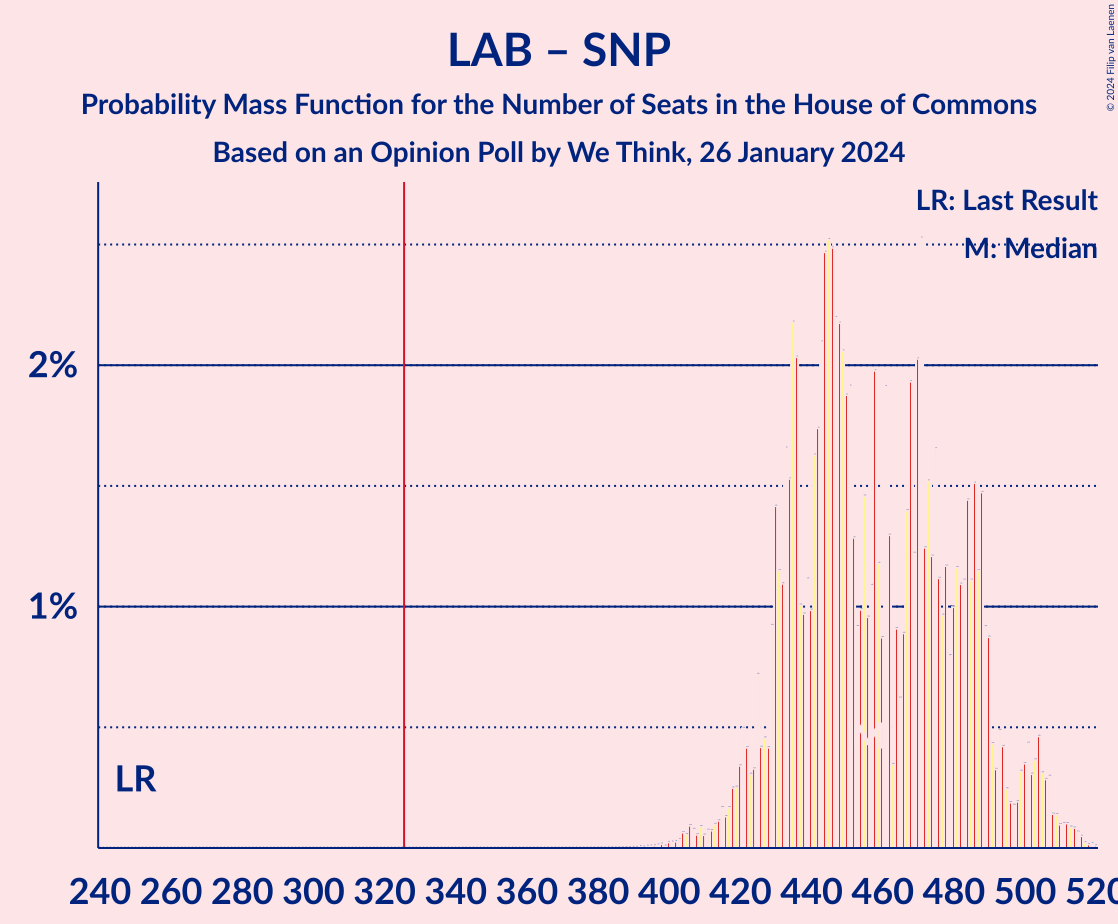 LAB – SNP
Probability Mass Function for the Number of Seats in the House of Commons
Based on an Opinion Poll by We Think, 26 January 2024
© 2024 Filip van Laenen
LR: Last Result
M: Median
2%
1%
LR
240 260 280 300 320 340 360 380 400 420 440 460 480 500 520